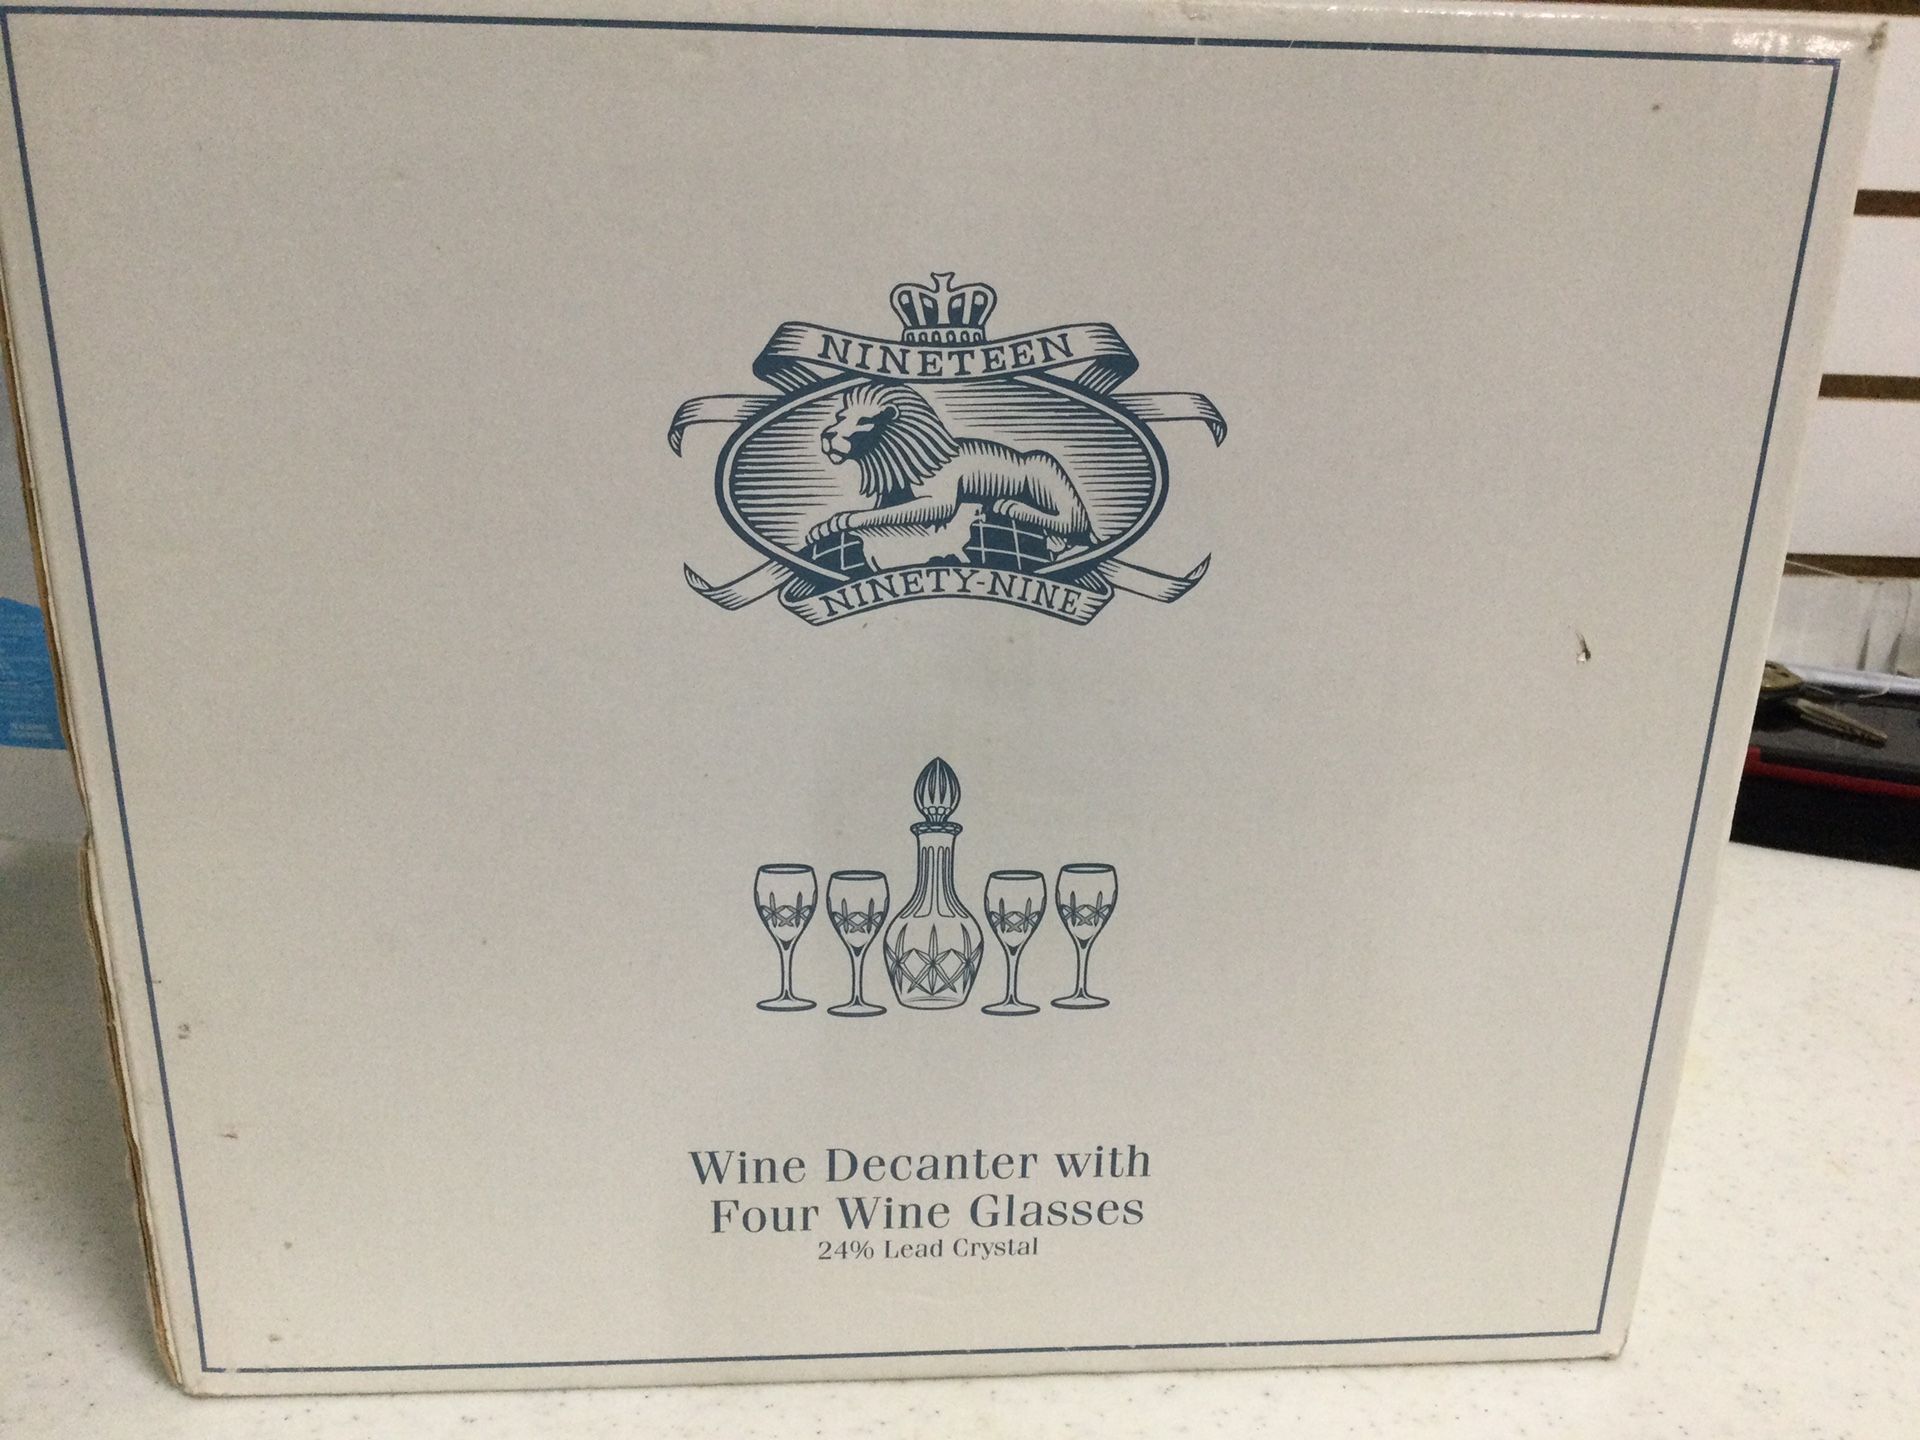 NINETEEN
NINETY-NINE
Wine Decanter with
Four Wine Glasses
24% Lead Crystal